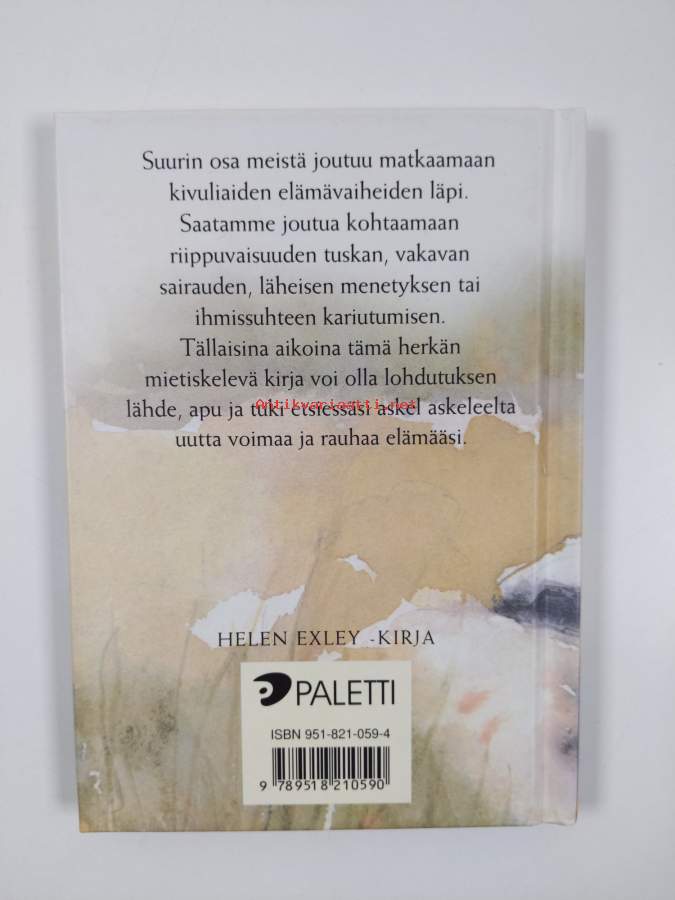 Suurin osa meistä joutuu matkaamaan
kivuliaiden elämävaiheiden läpi.
Saatamme joutua kohtaamaan
riippuvaisuuden tuskan, vakavan
sairauden, läheisen menetyksen tai
ihmissuhteen kariutumisen.
Tällaisina aikoina tämä herkän
mietiskelevä kirja voi olla lohdutuksen
lähde, apu ja tuki etsiessäsi askel askeleelta
Antikvariaatti.net
uutta voimaa ja rauhaa elämääsi.
HELEN EXLEY -KIRJA
PALETTI
ISBN 951-821-059-4
9 789518 210590